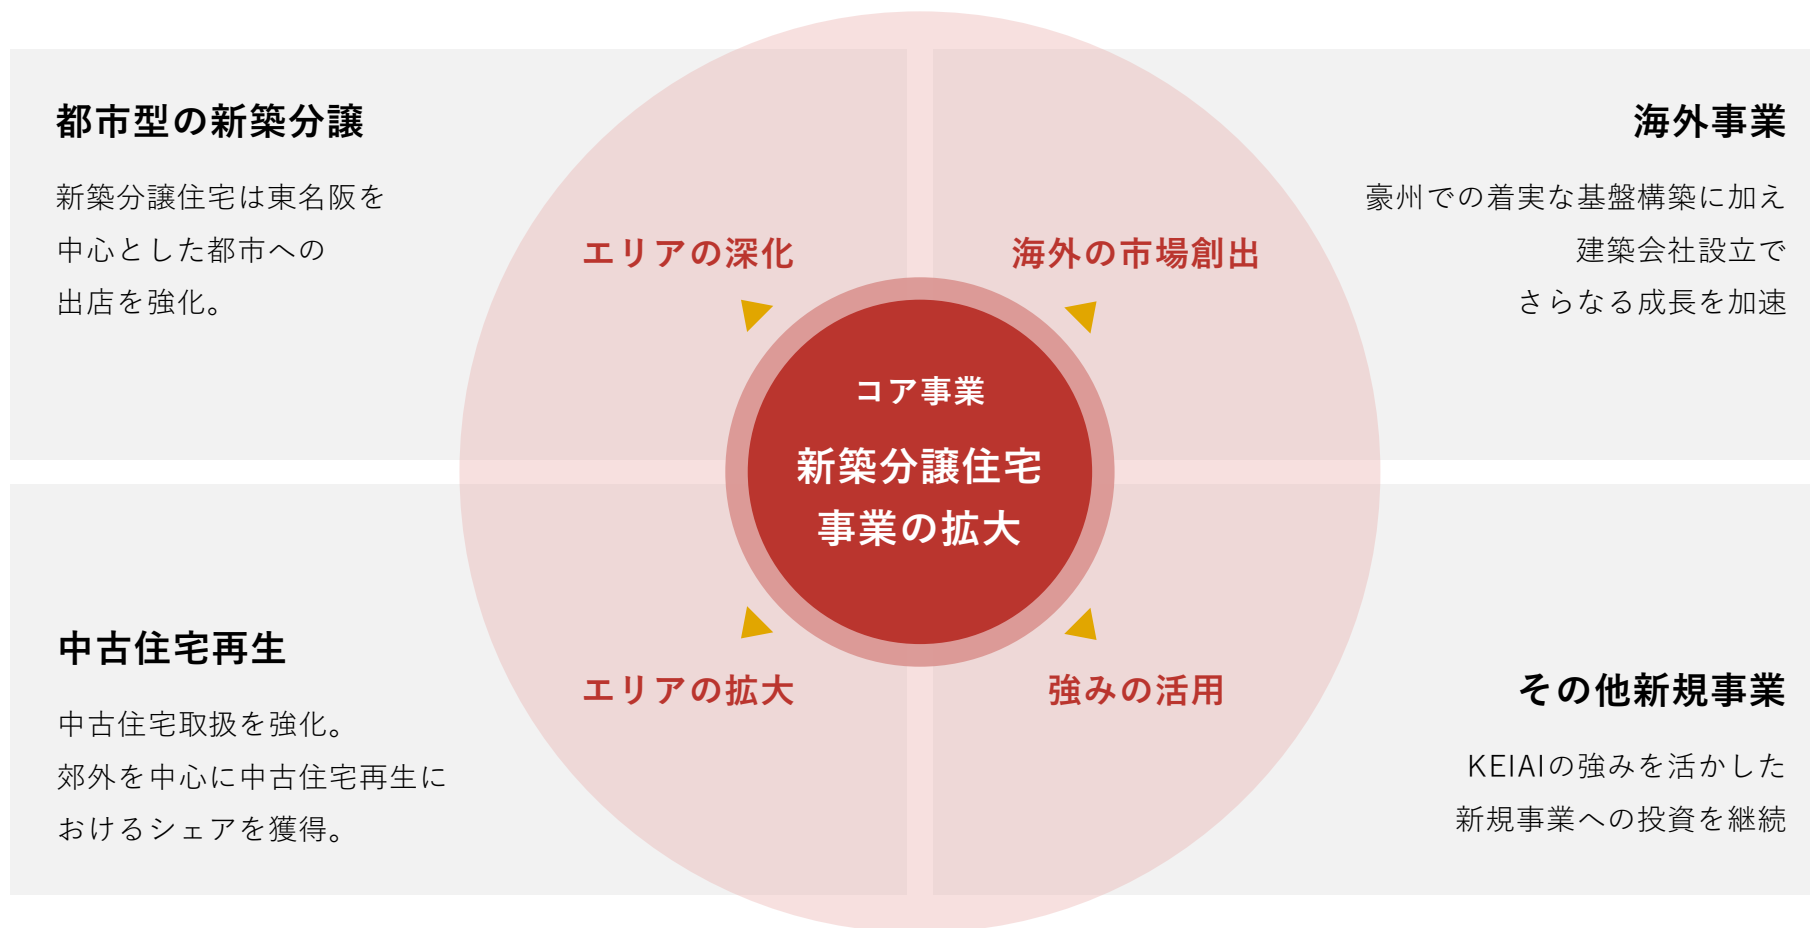 都市型の新築分譲
新築分譲住宅は東名阪を
中心とした都市への
出店を強化。
エリアの深化
海外事業
豪州での着実な基盤構築に加え
建築会社設立で
さらなる成長を加速
海外の市場創出
コア事業
新築分譲住宅
事業の拡大
中古住宅再生
中古住宅取扱を強化。
郊外を中心に中古住宅再生に
おけるシェアを獲得。
エリアの拡大
強みの活用
その他新規事業
KEIAIの強みを活かした
新規事業への投資を継続